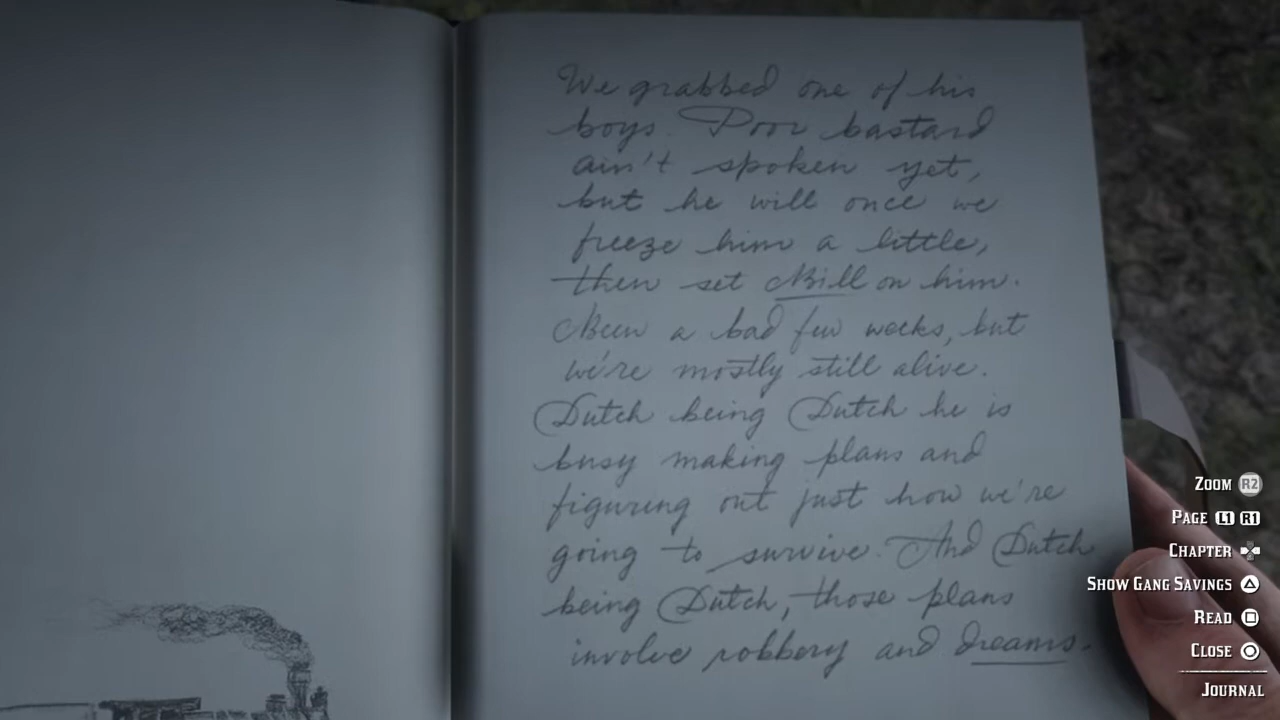 We grabbed one of his
boys. Poor bastard
ain't spoken yet,
but he will once we
freeze him a little,
then set Bill on him.
Been a bad few weeks, but
we're mostly still alive.
Dutch being Dutch he is
busy making plans and
figuring out just how we're
going to survive. And Dutch
being Dutch, those plans
involve robbery and dreams.
ZOOM R2
PAGE L1 R1
CHAPTER
SHOW GANG SAVINGS
READ
CLOSE
JOURNAL